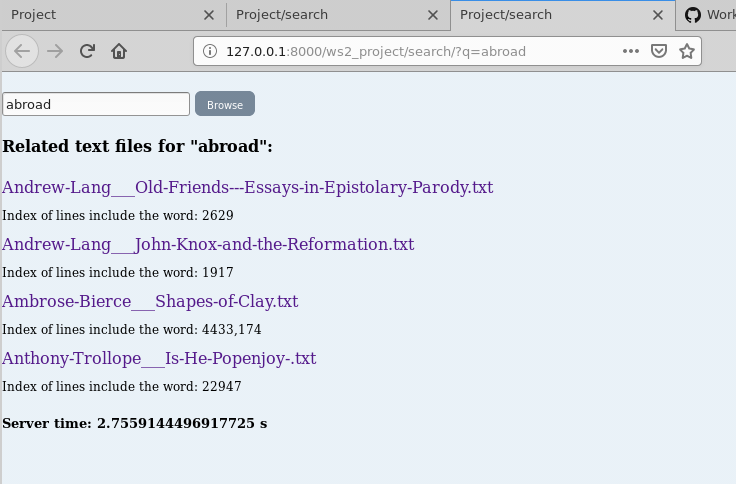 Project
Project/search
Project/search
Work
127.0.0.1:8000/ws2_project/search/?q=abroad
abroad
Browse
Related text files for "abroad":
Andrew-Lang___Old-Friends---Essays-in-Epistolary-Parody.txt
Index of lines include the word: 2629
Andrew-Lang___John-Knox-and-the-Reformation.txt
Index of lines include the word: 1917
Ambrose-Bierce___Shapes-of-Clay.txt
Index of lines include the word: 4433,174
Anthony-Trollope___Is-He-Popenjoy-.txt
Index of lines include the word: 22947
Server time: 2.7559144496917725 s